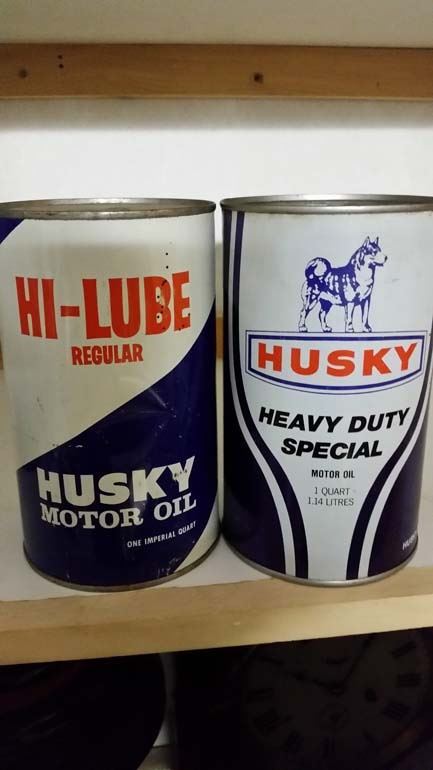 HI-LUBE
REGULAR
HUSKY
MOTOR OIL
ONE IMPERIAL QUART
HUSKY
HEAVY DUTY
SPECIAL
MOTOR OIL
1 QUART
1.14 LITRES